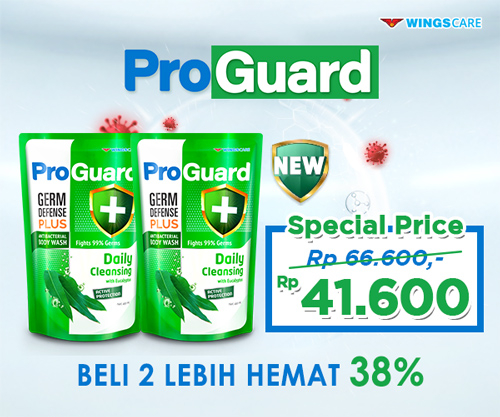 WINGSCARE
ProGuard
WINGSCARE
ProGuard
GERM
DEFENSE
PLUS
ANTIBACTERIAL
BODY WASH
Fights 99% Germs
Daily
Cleansing
with Eucalyptus
ACTIVE
PROTECTION
WINGSCARE
ProGuard
GERM
DEFENSE
PLUS
ANTIBACTERIAL
BODY WASH
Fights 99% Germs
Daily
Cleansing
with Eucalyptus
ACTIVE
PROTECTION
NEW
Special Price
Rp 66.600,-
Rp 41.600
BELI 2 LEBIH HEMAT 38%